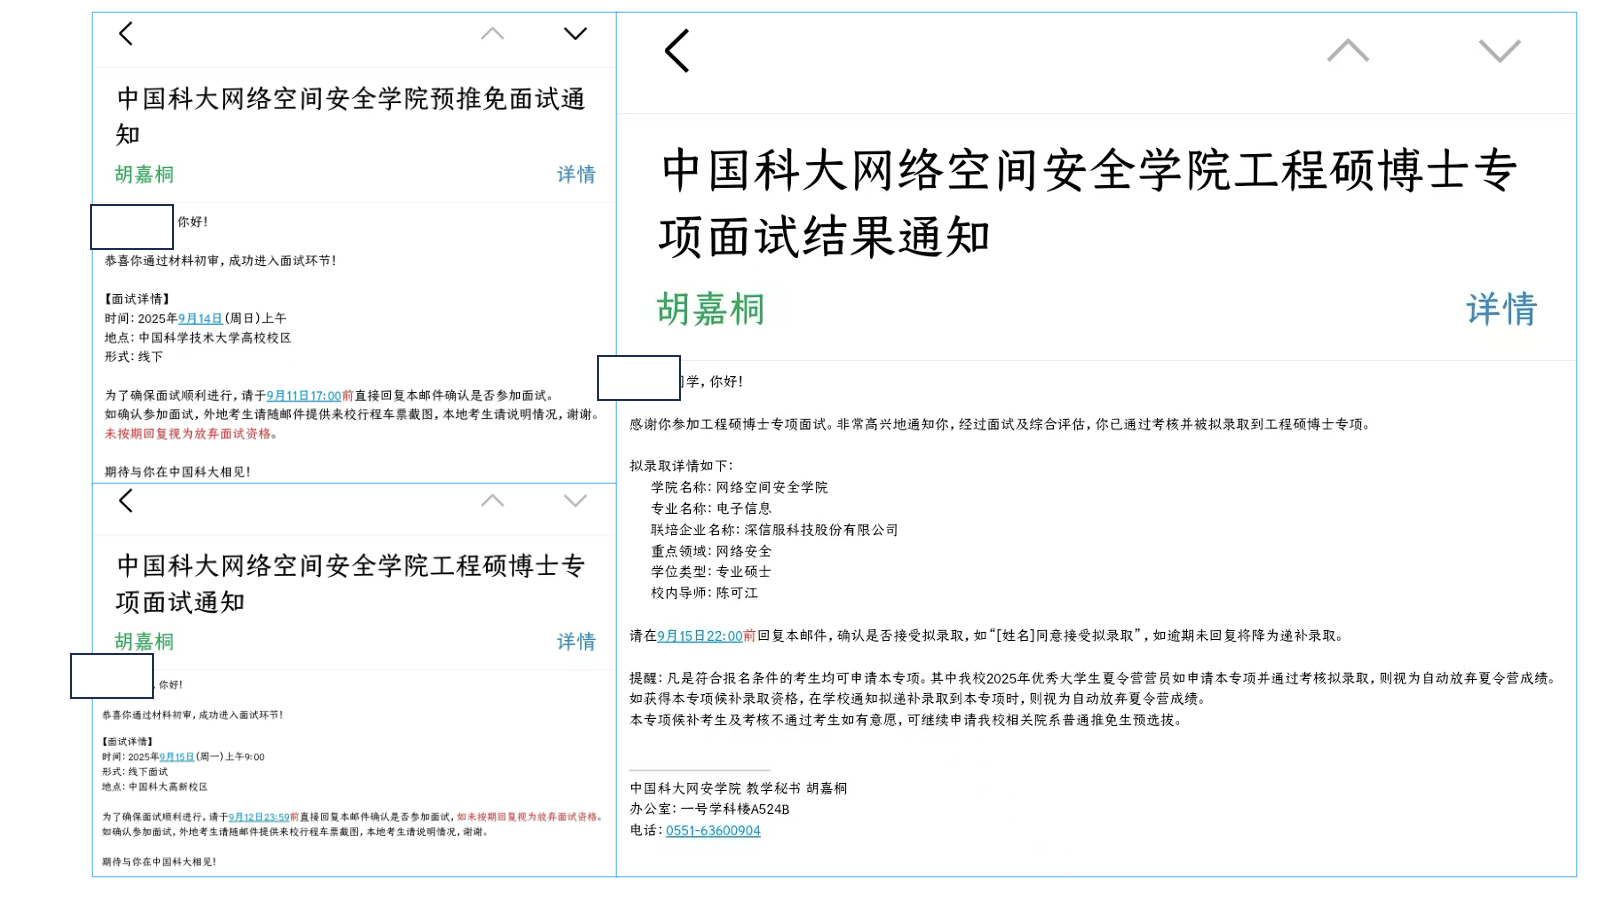 中国科大网络空间安全学院预推免面试通
知
胡嘉桐 详情
你好！
恭喜你通过材料初审，成功进入面试环节！
【面试详情】
时间：2025年9月14日(周日)上午
地点：中国科学技术大学高校校区
形式：线下
为了确保面试顺利进行，请于9月11日17:00前直接回复本邮件确认是否参加面试。
如确认参加面试，外地考生请随邮件提供来校行程车票截图，本地考生请说明情况，谢谢。
未按期回复视为放弃面试资格。
期待与你在中国科大相见！
中国科大网络空间安全学院工程硕博士专
项面试通知
胡嘉桐 详情
，你好！
恭喜你通过材料初审，成功进入面试环节！
【面试详情】
时间：2025年9月15日(周一)上午9:00
形式：线下面试
地点：中国科大高新校区
为了确保面试顺利进行，请于9月12日23:59前直接回复本邮件确认是否参加面试，如未按期回复视为放弃面试资格。
如确认参加面试，外地考生请随邮件提供来校行程车票截图，本地考生请说明情况，谢谢。
期待与你在中国科大相见！
中国科大网络空间安全学院工程硕博士专
项面试结果通知
胡嘉桐 详情
学，你好！
感谢你参加工程硕博士专项面试。非常高兴地通知你，经过面试及综合评估，你已通过考核并被拟录取到工程硕博士专项。
拟录取详情如下：
学院名称：网络空间安全学院
专业名称：电子信息
联培企业名称：深信服科技股份有限公司
重点领域：网络安全
学位类型：专业硕士
校内导师：陈可江
请在9月15日22:00前回复本邮件，确认是否接受拟录取，如“[姓名]同意接受拟录取”，如逾期未回复将降为递补录取。
提醒：凡是符合报名条件的考生均可申请本专项。其中我校2025年优秀大学生夏令营营员如申请本专项并通过考核拟录取，则视为自动放弃夏令营成绩。
如获得本专项候补录取资格，在学校通知拟递补录取到本专项时，则视为自动放弃夏令营成绩。
本专项候补考生及考核不通过考生如有意愿，可继续申请我校相关院系普通推免生预选拔。
中国科大网安学院 教学秘书 胡嘉桐
办公室：一号学科楼A524B
电话：0551-63600904